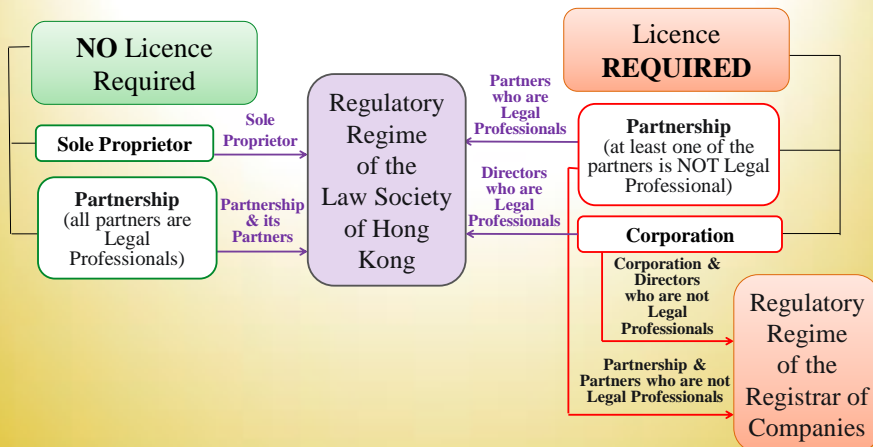 NO Licence
Required
Sole Proprietor
Partnership
(all partners are
Legal
Professionals)
Sole
Proprietor
Partnership
& its
Partners
Regulatory
Regime
of the
Law Society
of Hong
Kong
Licence
REQUIRED
Partners
who are
Legal
Professionals
Directors
who are
Legal
Professionals
Partnership
(at least one of the
partners is NOT Legal
Professional)
Corporation
Corporation &
Directors
who are not
Legal
Professionals
Partnership &
Partners who are not
Legal Professionals
Regulatory
Regime
of the
Registrar of
Companies